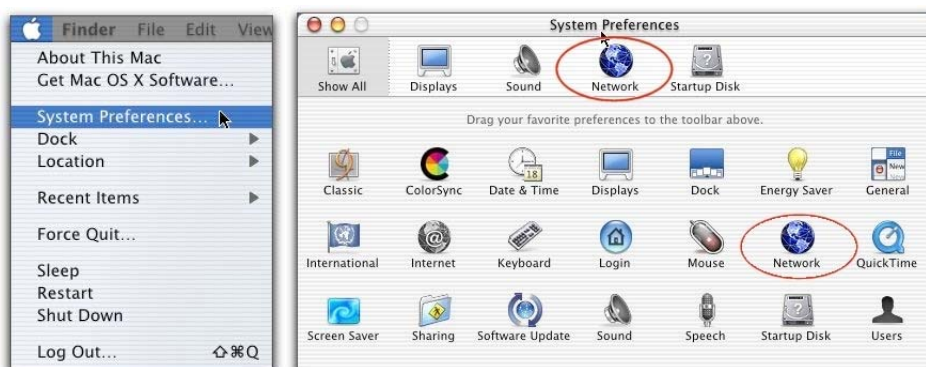 Finder File Edit View
About This Mac
Get Mac OS X Software...
System Preferences...
Dock
Location
Recent Items
Force Quit...
Sleep
Restart
Shut Down
Log Out... ⇧⌘Q
System Preferences
Show All Displays Sound Network Startup Disk
Drag your favorite preferences to the toolbar above.
18
File
New
Classic ColorSync Date & Time Displays Dock Energy Saver General
International Internet Keyboard Login Mouse Network QuickTime
Screen Saver Sharing Software Update Sound Speech Startup Disk Users